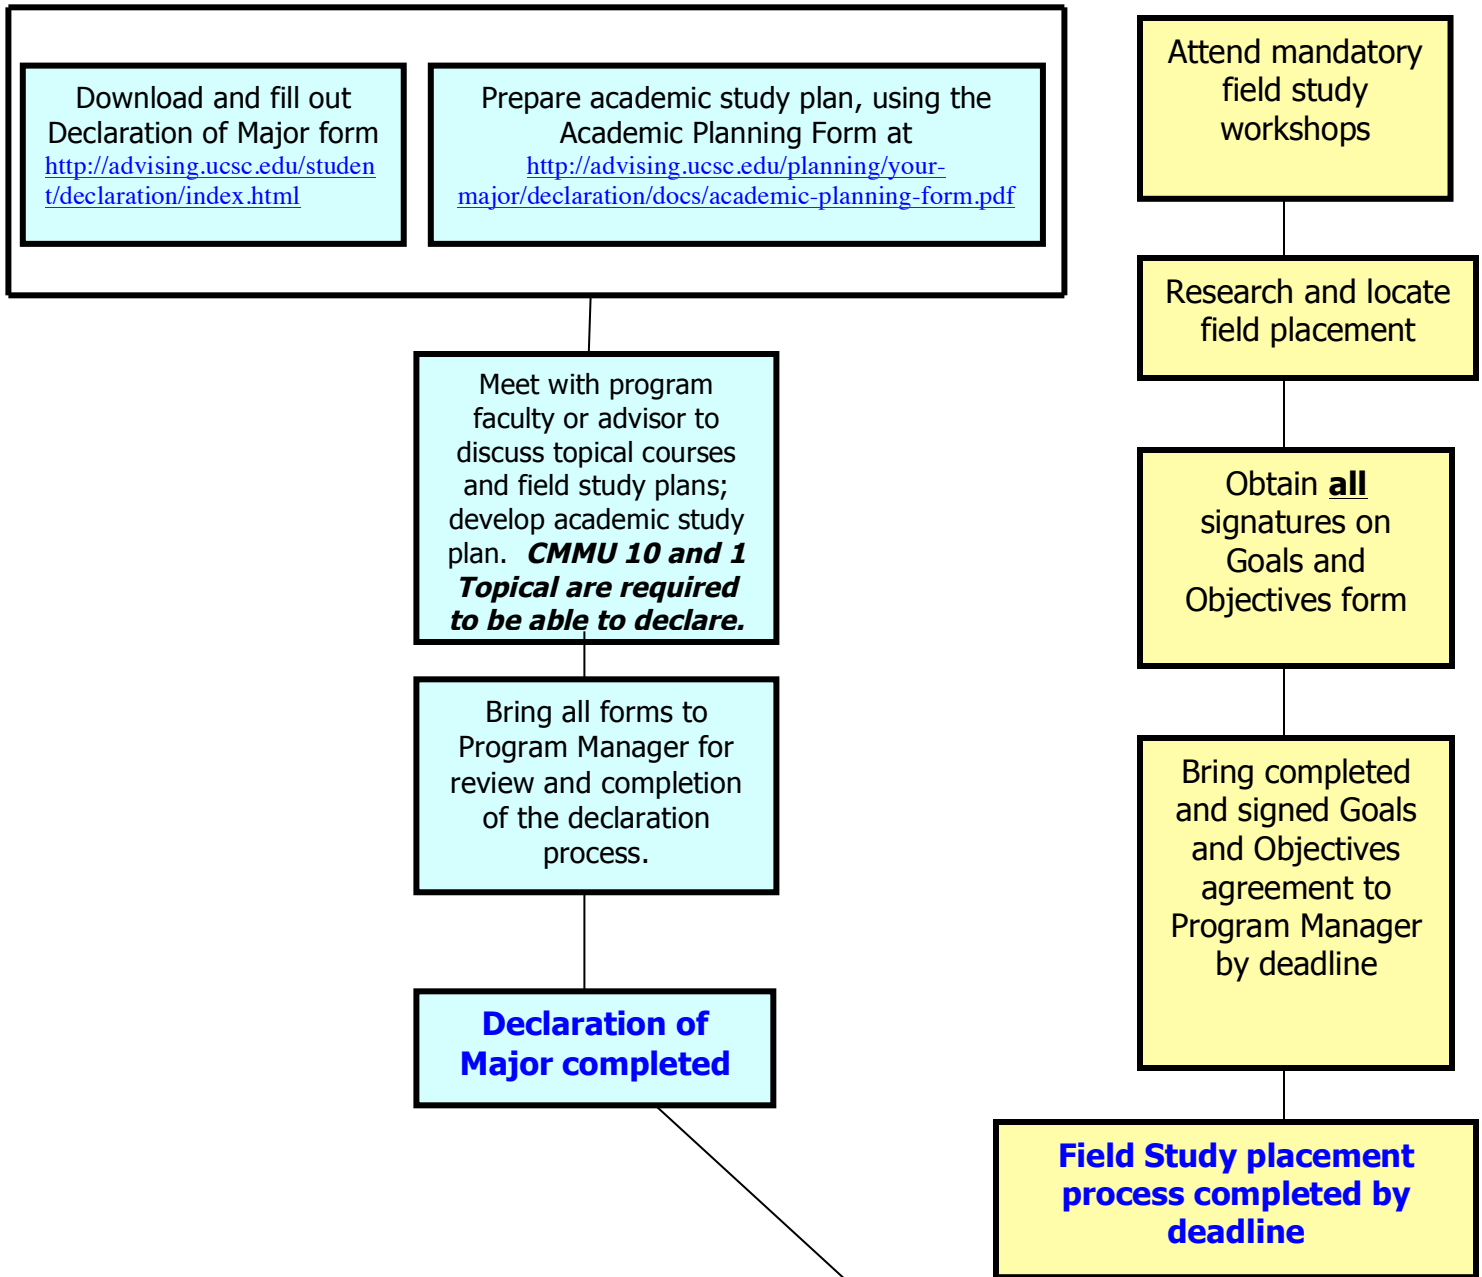 Download and fill out
Declaration of Major form
http://advising.ucsc.edu/studen
t/declaration/index.html
Prepare academic study plan, using the
Academic Planning Form at
http://advising.ucsc.edu/planning/your-
major/declaration/docs/academic-planning-form.pdf
Meet with program
faculty or advisor to
discuss topical courses
and field study plans;
develop academic study
plan.  CMMU 10 and 1
Topical are required
to be able to declare.
Bring all forms to
Program Manager for
review and completion
of the declaration
process.
Declaration of
Major completed
Attend mandatory
field study
workshops
Research and locate
field placement
Obtain all
signatures on
Goals and
Objectives form
Bring completed
and signed Goals
and Objectives
agreement to
Program Manager
by deadline
Field Study placement
process completed by
deadline